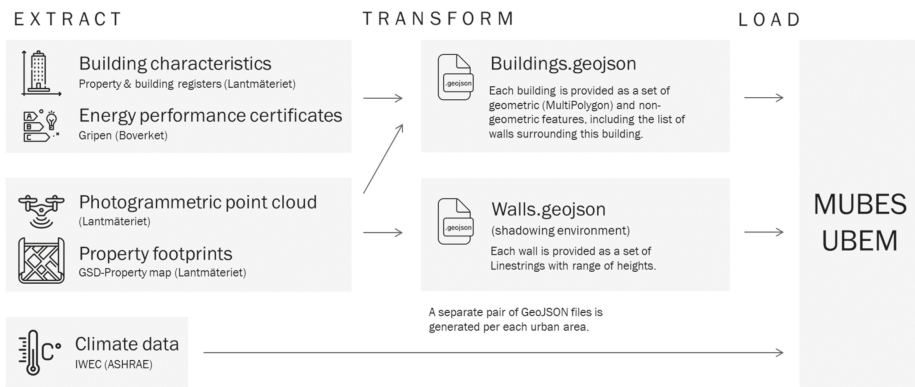 EXTRACT
TRANSFORM
LOAD
Building characteristics
Property & building registers (Lantmäteriet)
Energy performance certificates
Gripen (Boverket)
A
B
C
Photogrammetric point cloud
(Lantmäteriet)
Property footprints
GSD-Property map (Lantmäteriet)
C°
Climate data
IWEC (ASHRAE)
.geojson
Buildings.geojson
Each building is provided as a set of
geometric (MultiPolygon) and non-
geometric features, including the list of
walls surrounding this building.
.geojson
Walls.geojson
(shadowing environment)
Each wall is provided as a set of
Linestrings with range of heights.
A separate pair of GeoJSON files is
generated per each urban area.
MUBES
UBEM